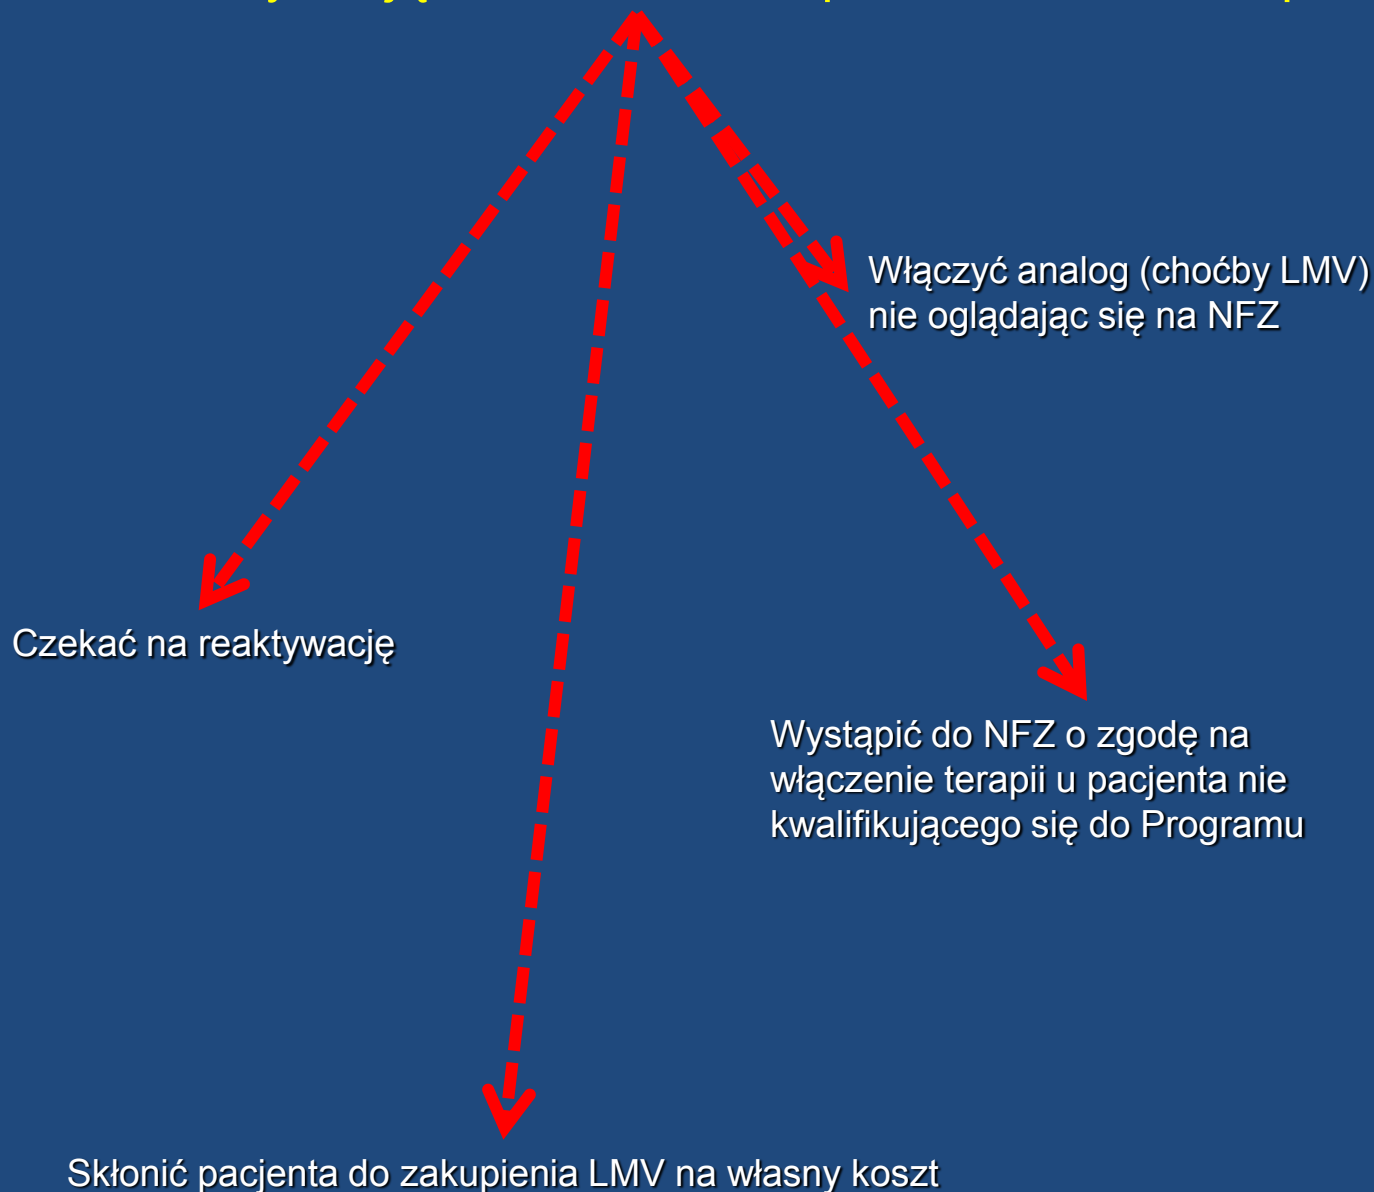 Włączyć analog (choćby LMV)
nie oglądając się na NFZ
Czekać na reaktywację
Wystąpić do NFZ o zgodę na
włączenie terapii u pacjenta nie
kwalifikującego się do Programu
Skłonić pacjenta do zakupienia LMV na własny koszt